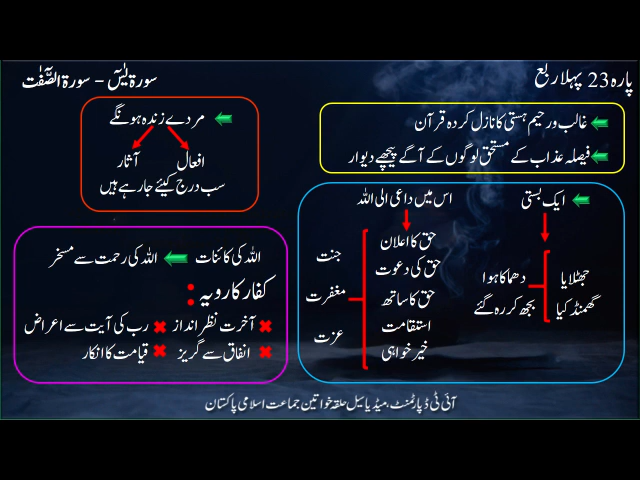 پارہ 23 پہلا ربع
سورۃ یٰسٓ – سورۃ الصّٰٓفّٰت
غالب و رحیم ہستی کا نازل کردہ قرآن
فیصلہ عذاب کے مستحق لوگوں کے آگے پیچھے دیوار
مردے زندہ ہونگے
افعال آثار
سب درج کیئے جارہے ہیں
ایک بستی
جھٹلایا
گھمنڈ کیا
دھماکا ہوا
بجھ کر رہ گئے
اس میں داعی الی اللہ
حق کا اعلان
حق کی دعوت
حق کا ساتھ
استقامت
خیر خواہی
جنت
مغفرت
عزت
اللہ کی کائنات اللہ کی رحمت سے مسخر
کفار کا رویہ :
آخرت نظر انداز رب کی آیت سے اعراض
انفاق سے گریز قیامت کا انکار
آئی ٹی ڈپارٹمنٹ، میڈیا سیل حلقہ خواتین جماعت اسلامی پاکستان